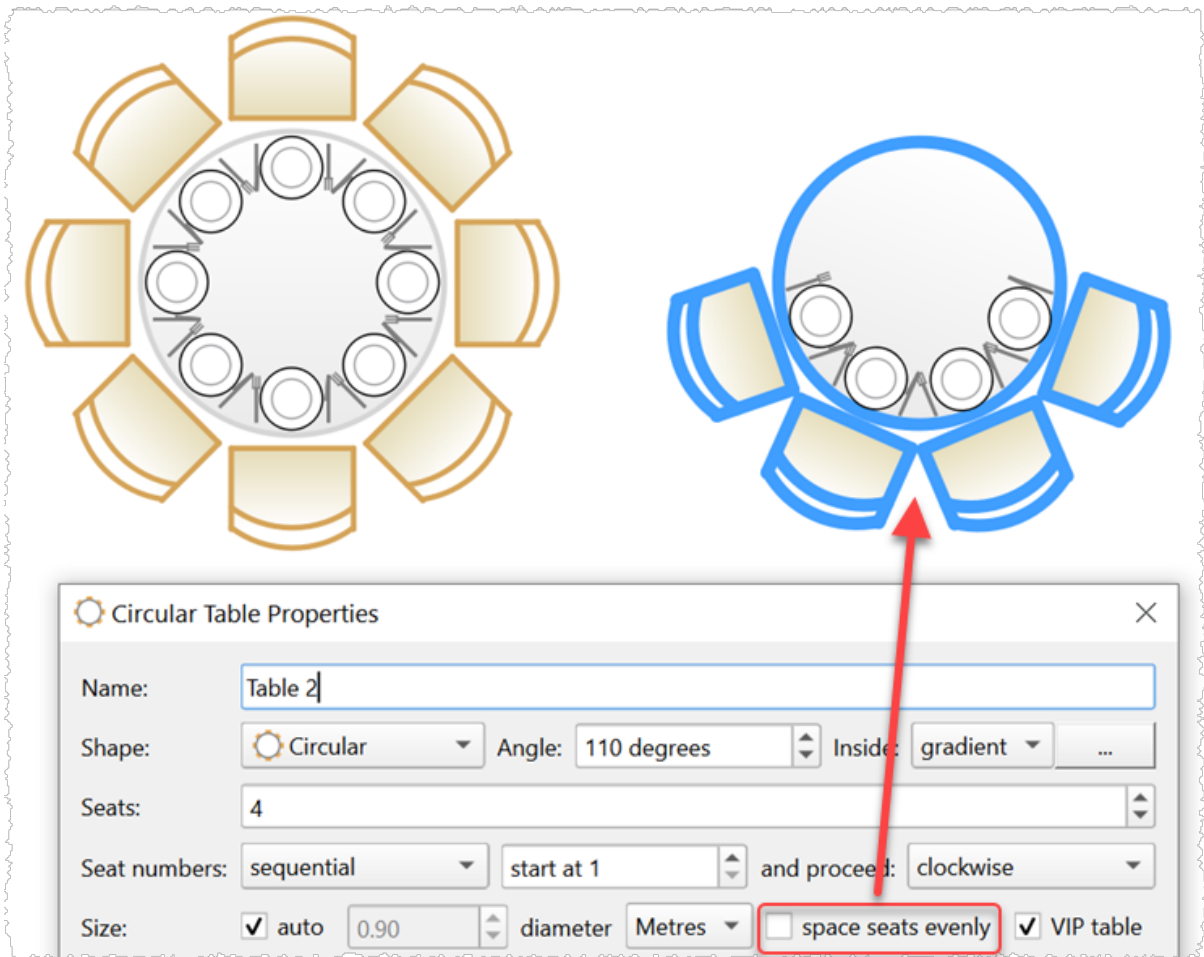 Circular Table Properties
Name: Table 2
Shape: Circular Angle: 110 degrees Inside: gradient ...
Seats: 4
Seat numbers: sequential start at 1 and proceed: clockwise
Size: auto 0.90 diameter Metres space seats evenly VIP table